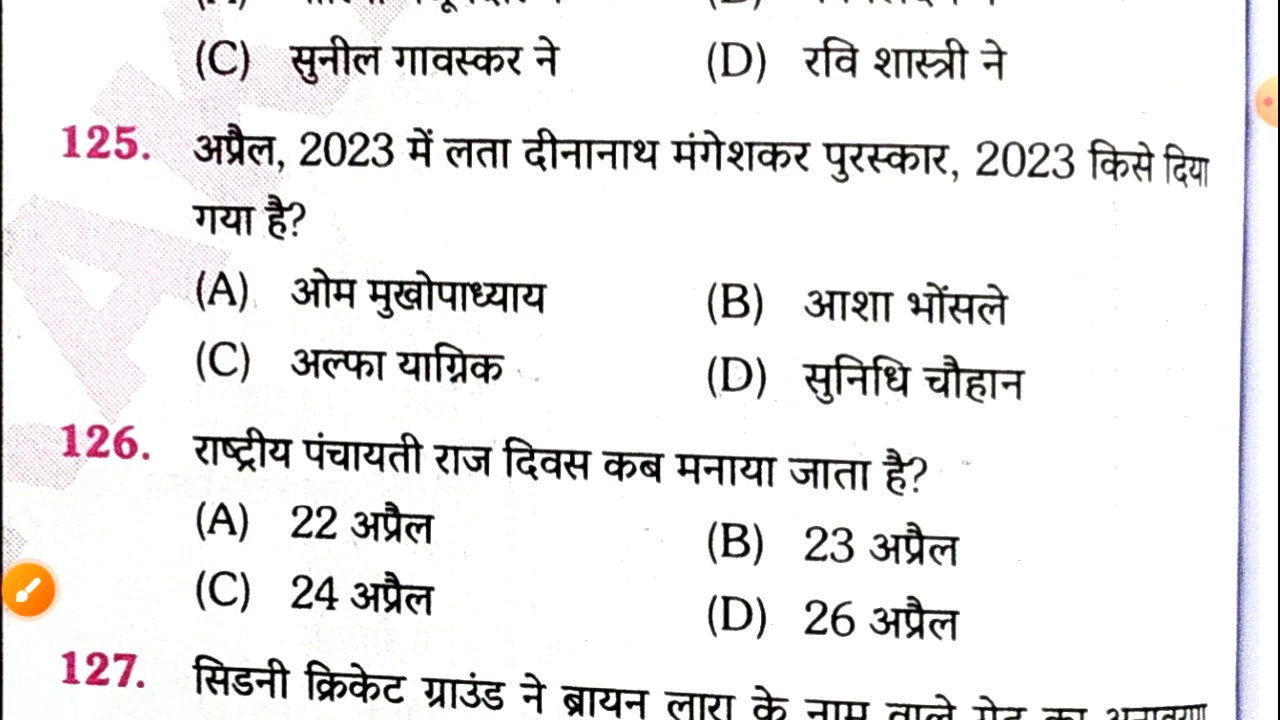 (C) सुनील गावस्कर ने (D) रवि शास्त्री ने
125. अप्रैल, 2023 में लता दीनानाथ मंगेशकर पुरस्कार, 2023 किसे दिया
गया है?
(A) ओम मुखोपाध्याय (B) आशा भोंसले
(C) अल्फा याग्निक (D) सुनिधि चौहान
126. राष्ट्रीय पंचायती राज दिवस कब मनाया जाता है?
(A) 22 अप्रैल (B) 23 अप्रैल
(C) 24 अप्रैल (D) 26 अप्रैल
127. सिडनी क्रिकेट ग्राउंड ने ब्रायन लारा के नाम वाले गेट का